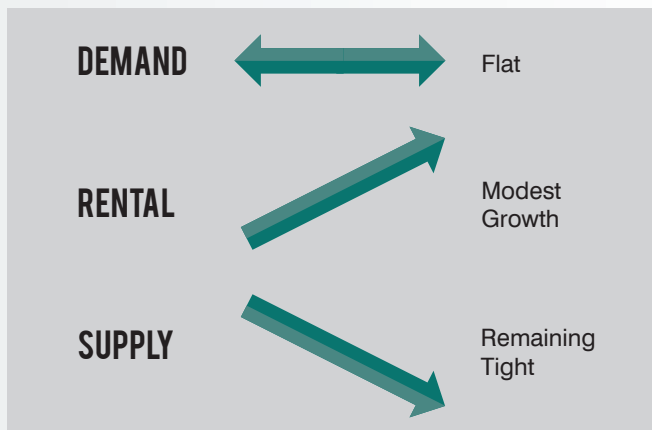 DEMAND
Flat
RENTAL
Modest
Growth
SUPPLY
Remaining
Tight